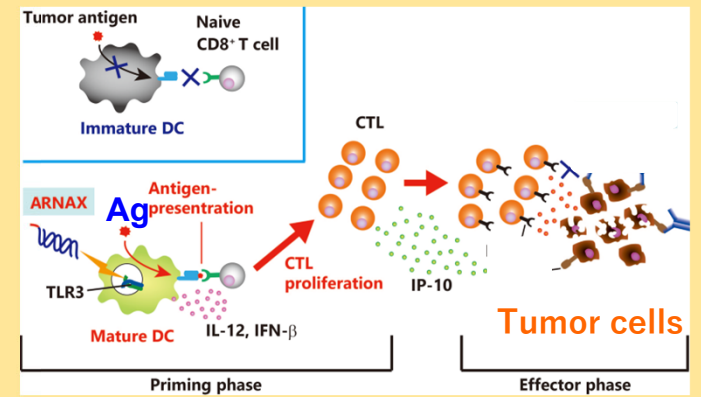 Tumor antigen
Naive
CD8⁺ T cell
Immature DC
CTL
ARNAX
Ag
Antigen-
presentation
TLR3
CTL
proliferation
IP-10
IL-12, IFN-β
Mature DC
Tumor cells
Priming phase
Effector phase